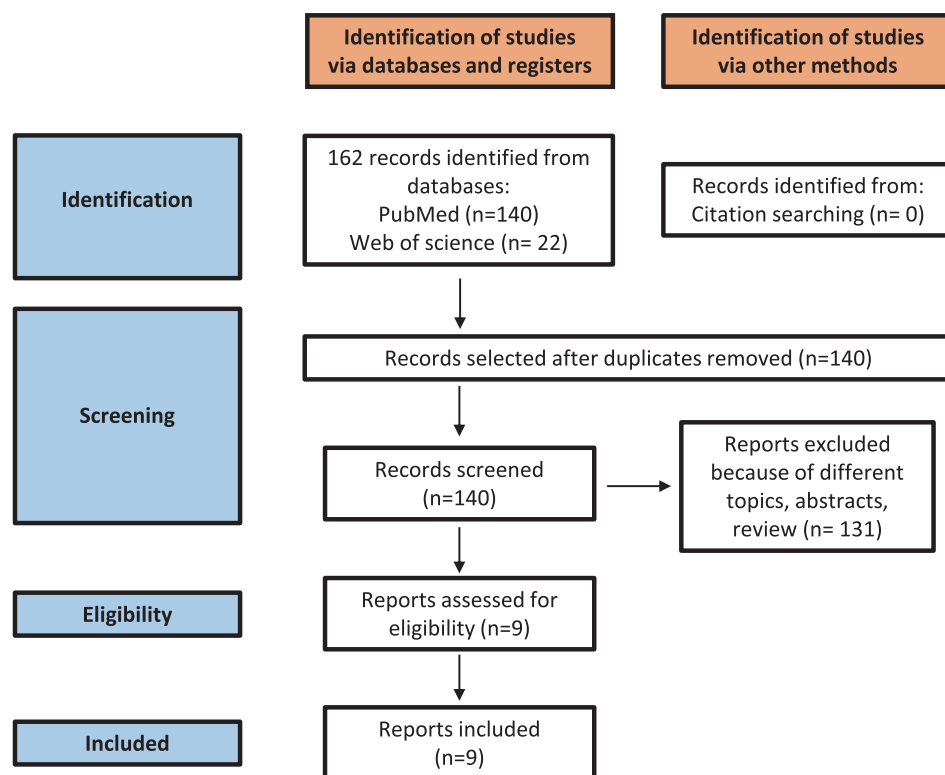 Identification of studies
via databases and registers
Identification of studies
via other methods
Identification
162 records identified from
databases:
PubMed (n=140)
Web of science (n= 22)
Records identified from:
Citation searching (n= 0)
Screening
Records selected after duplicates removed (n=140)
Records screened
(n=140)
Reports excluded
because of different
topics, abstracts,
review (n= 131)
Eligibility
Reports assessed for
eligibility (n=9)
Included
Reports included
(n=9)